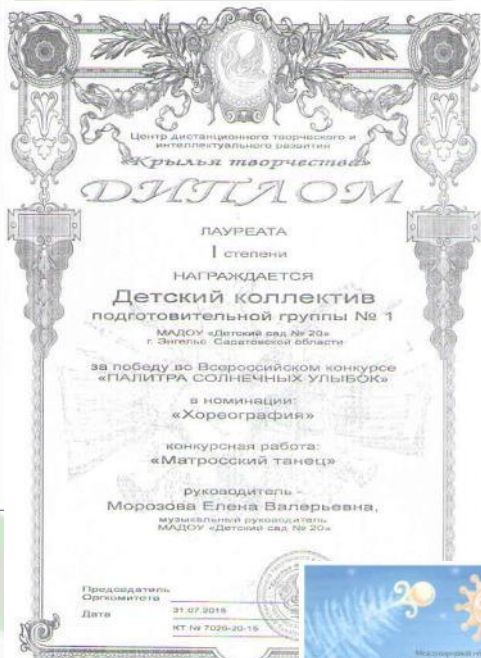 Центр дистанционного творческого и
интеллектуального развития
«Крылья творчества»
ДИПЛОМ
ЛАУРЕАТА
I степени
НАГРАЖДАЕТСЯ
Детский коллектив
подготовительной группы № 1
МАДОУ «Детский сад № 20»
г. Энгельс Саратовской области
за победу во Всероссийском конкурсе
«ПАЛИТРА СОЛНЕЧНЫХ УЛЫБОК»
в номинации:
«Хореография»
конкурсная работа:
«Матросский танец»
руководитель -
Морозова Елена Валерьевна,
музыкальный руководитель
МАДОУ «Детский сад № 20»
Председатель
Оргкомитета
Дата
31.07.2015
КТ № 7020-20-15